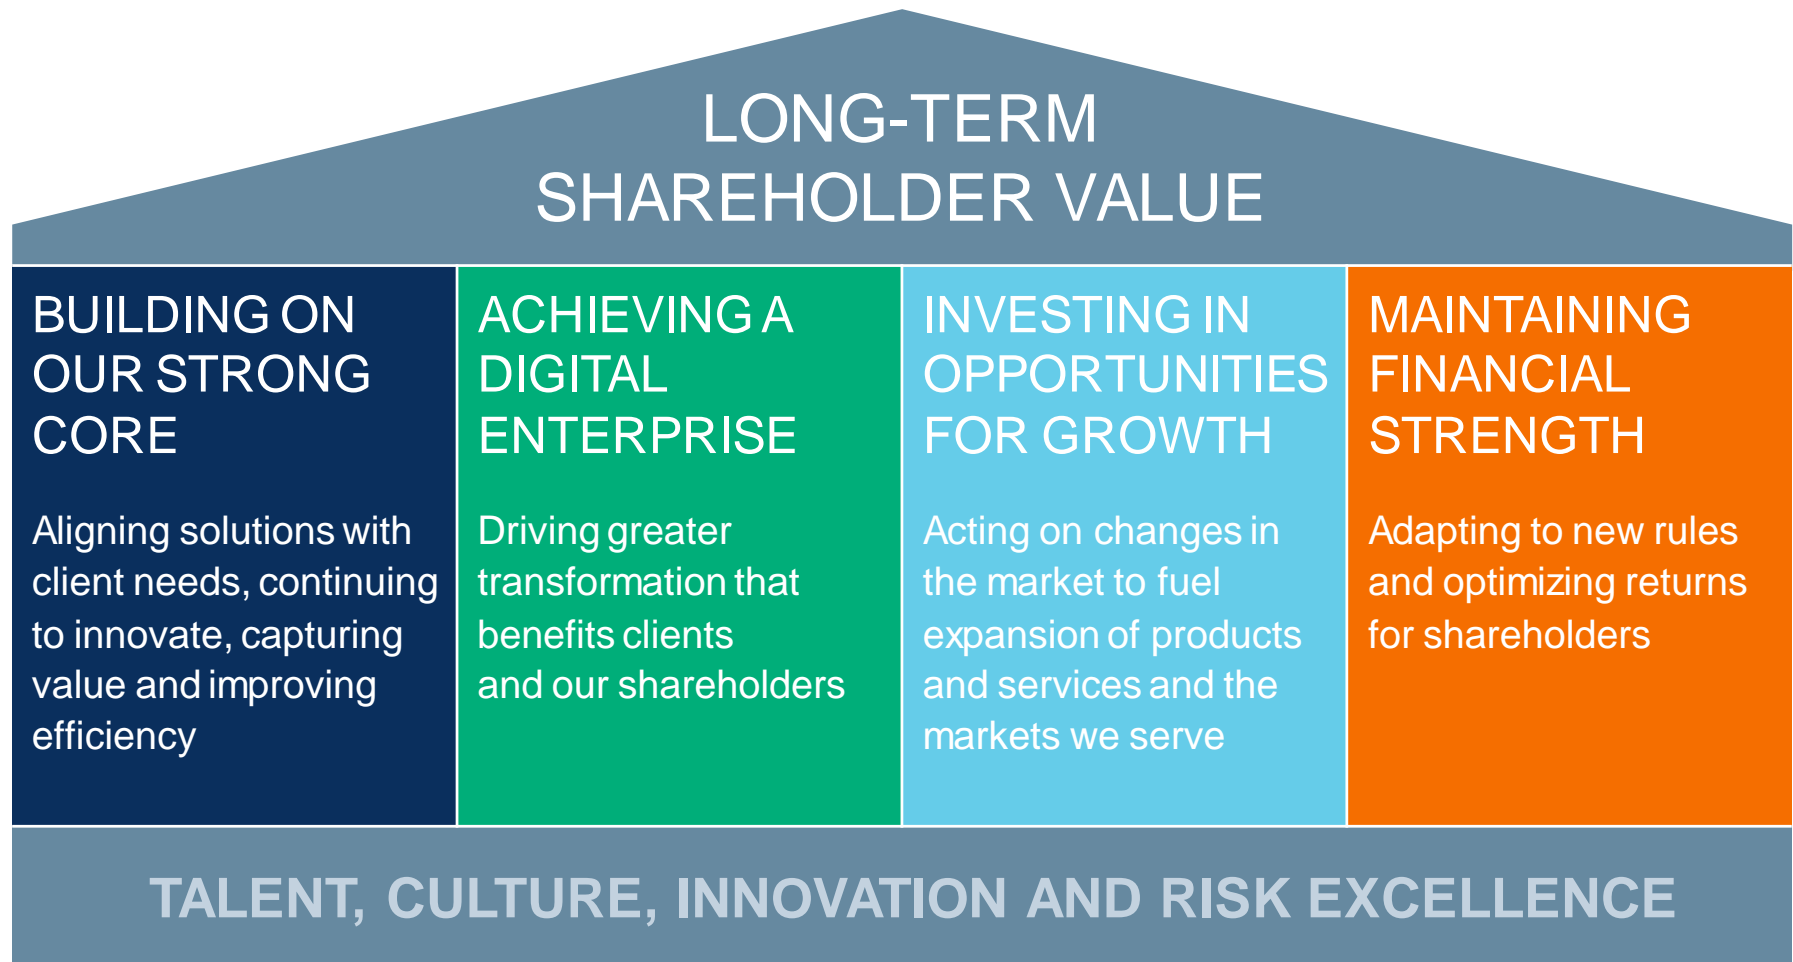 LONG-TERM
SHAREHOLDER VALUE
BUILDING ON
OUR STRONG
CORE
Aligning solutions with
client needs, continuing
to innovate, capturing
value and improving
efficiency
ACHIEVING A
DIGITAL
ENTERPRISE
Driving greater
transformation that
benefits clients
and our shareholders
INVESTING IN
OPPORTUNITIES
FOR GROWTH
Acting on changes in
the market to fuel
expansion of products
and services and the
markets we serve
MAINTAINING
FINANCIAL
STRENGTH
Adapting to new rules
and optimizing returns
for shareholders
TALENT, CULTURE, INNOVATION AND RISK EXCELLENCE